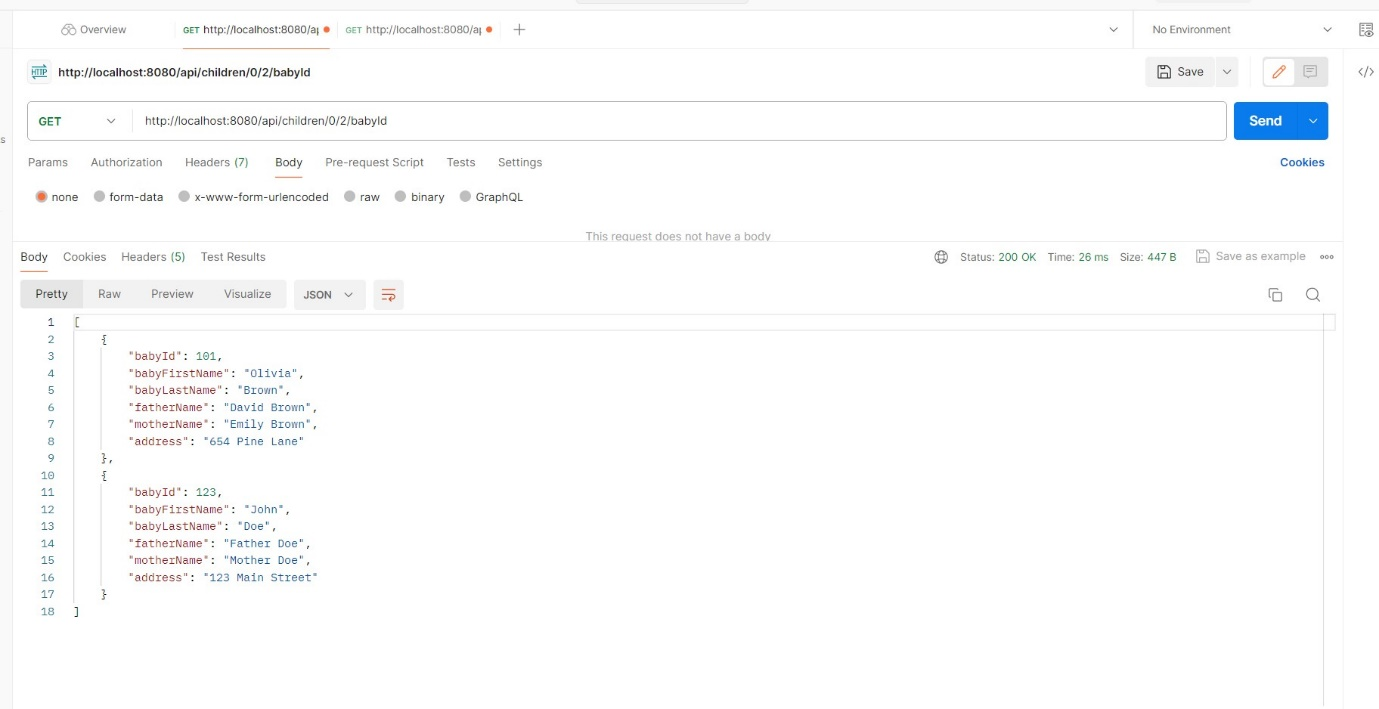 Overview GET http://localhost:8080/ap GET http://localhost:8080/ap No Environment
HTTP http://localhost:8080/api/children/0/2/babyId Save </>
GET http://localhost:8080/api/children/0/2/babyId Send
s
Params Authorization Headers (7) Body Pre-request Script Tests Settings Cookies
none form-data x-www-form-urlencoded raw binary GraphQL
This request does not have a body
Body Cookies Headers (5) Test Results Status: 200 OK Time: 26 ms Size: 447 B Save as example
Pretty Raw Preview Visualize JSON
1 [
2 {
3 "babyId": 101,
4 "babyFirstName": "Olivia",
5 "babyLastName": "Brown",
6 "fatherName": "David Brown",
7 "motherName": "Emily Brown",
8 "address": "654 Pine Lane"
9 },
10 {
11 "babyId": 123,
12 "babyFirstName": "John",
13 "babyLastName": "Doe",
14 "fatherName": "Father Doe",
15 "motherName": "Mother Doe",
16 "address": "123 Main Street"
17 }
18 ]